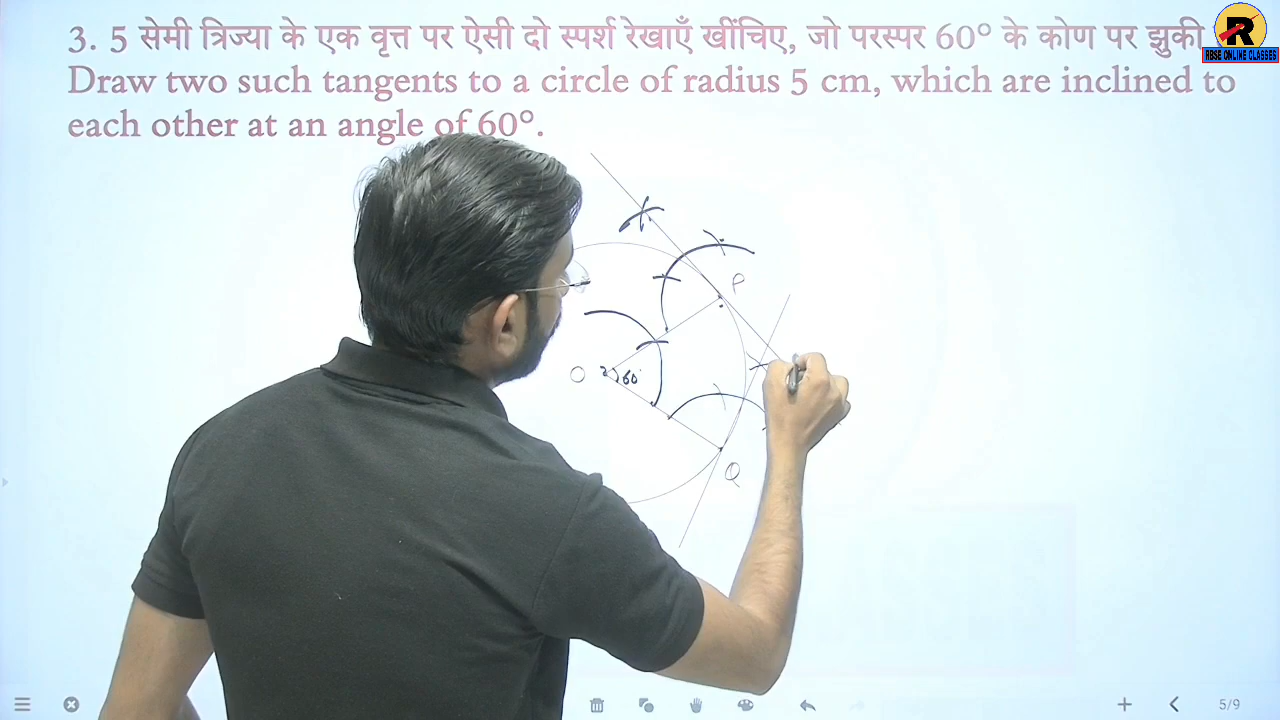 3. 5 सेमी त्रिज्या के एक वृत्त पर ऐसी दो स्पर्श रेखाएँ खींचिए, जो परस्पर 60° के कोण पर झुकी
Draw two such tangents to a circle of radius 5 cm, which are inclined to
each other at an angle of 60°.
R
RBSE ONLINE CLASSES
P
O
60°
Q
5/9